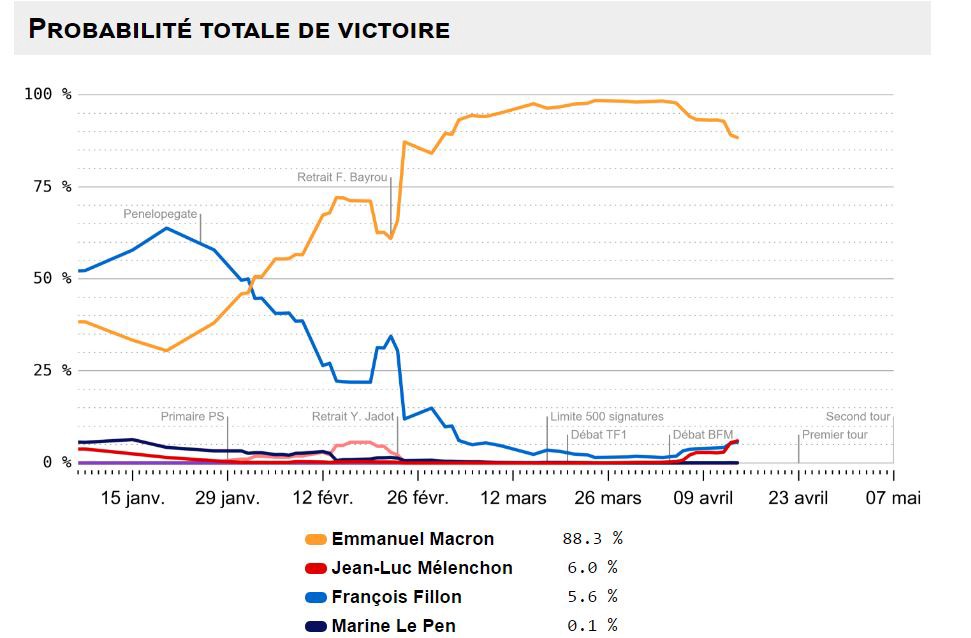 PROBABILITÉ TOTALE DE VICTOIRE
100 %
Retrait F. Bayrou
75 %
Penelopegate
50 %
25 %
Primaire PS
Retrait Y. Jadot
Limite 500 signatures
Second tour
Débat TF1
Débat BFM
Premier tour
0 %
15 janv.
29 janv.
12 févr.
26 févr.
12 mars
26 mars
09 avril
23 avril
07 mai
Emmanuel Macron 88.3 %
Jean-Luc Mélenchon 6.0 %
François Fillon 5.6 %
Marine Le Pen 0.1 %